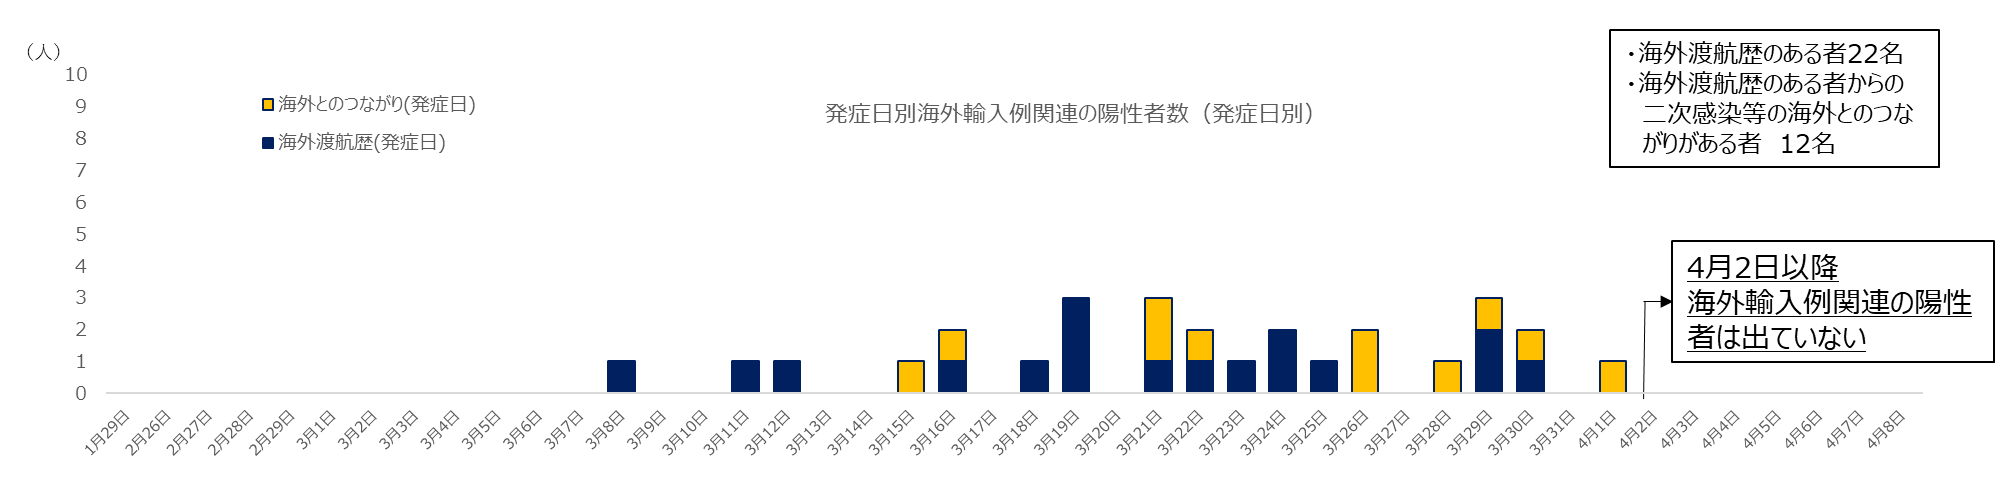 （人）
10
9
8
7
6
5
4
3
2
1
0
海外とのつながり(発症日)
海外渡航歴(発症日)
発症日別海外輸入例関連の陽性者数（発症日別）
・海外渡航歴のある者22名
・海外渡航歴のある者からの
二次感染等の海外とのつな
がりがある者　12名
4月2日以降
海外輸入例関連の陽性
者は出ていない
1月29日
2月26日
2月27日
2月28日
2月29日
3月1日
3月2日
3月3日
3月4日
3月5日
3月6日
3月7日
3月8日
3月9日
3月10日
3月11日
3月12日
3月13日
3月14日
3月15日
3月16日
3月17日
3月18日
3月19日
3月20日
3月21日
3月22日
3月23日
3月24日
3月25日
3月26日
3月27日
3月28日
3月29日
3月30日
3月31日
4月1日
4月2日
4月3日
4月4日
4月5日
4月6日
4月7日
4月8日